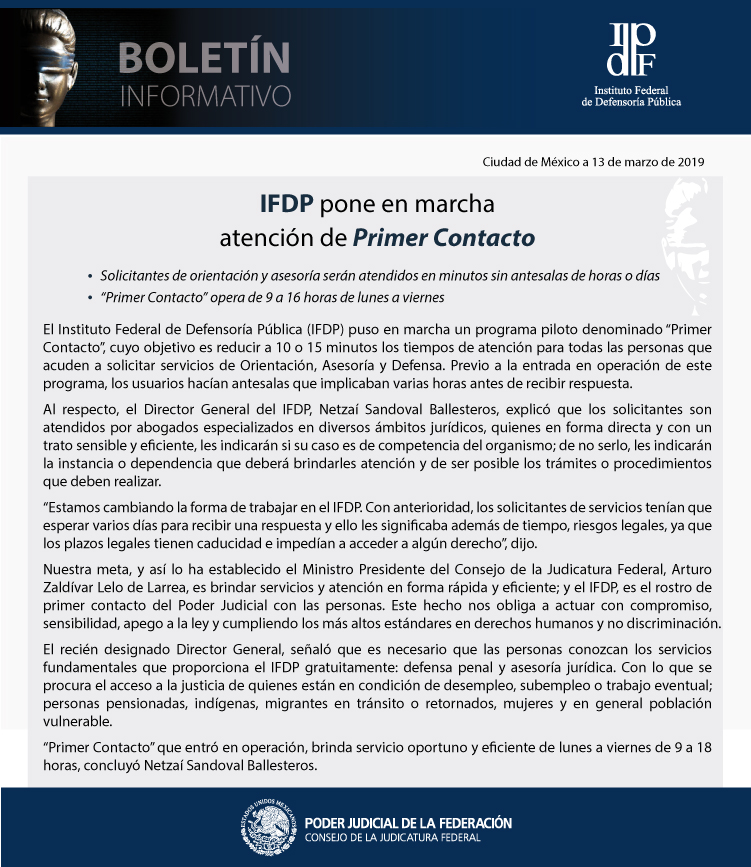 BOLETÍN
INFORMATIVO
IPDF
Instituto Federal
de Defensoría Pública
Ciudad de México a 13 de marzo de 2019
IFDP pone en marcha
atención de Primer Contacto
• Solicitantes de orientación y asesoría serán atendidos en minutos sin antesalas de horas o días
• “Primer Contacto” opera de 9 a 16 horas de lunes a viernes
El Instituto Federal de Defensoría Pública (IFDP) puso en marcha un programa piloto denominado “Primer
Contacto”, cuyo objetivo es reducir a 10 o 15 minutos los tiempos de atención para todas las personas que
acuden a solicitar servicios de Orientación, Asesoría y Defensa. Previo a la entrada en operación de este
programa, los usuarios hacían antesalas que implicaban varias horas antes de recibir respuesta.
Al respecto, el Director General del IFDP, Netzaí Sandoval Ballesteros, explicó que los solicitantes son
atendidos por abogados especializados en diversos ámbitos jurídicos, quienes en forma directa y con un
trato sensible y eficiente, les indicarán si su caso es de competencia del organismo; de no serlo, les indicarán
la instancia o dependencia que deberá brindarles atención y de ser posible los trámites o procedimientos
que deben realizar.
“Estamos cambiando la forma de trabajar en el IFDP. Con anterioridad, los solicitantes de servicios tenían que
esperar varios días para recibir una respuesta y ello les significaba además de tiempo, riesgos legales, ya que
los plazos legales tienen caducidad e impedían a acceder a algún derecho”, dijo.
Nuestra meta, y así lo ha establecido el Ministro Presidente del Consejo de la Judicatura Federal, Arturo
Zaldívar Lelo de Larrea, es brindar servicios y atención en forma rápida y eficiente; y el IFDP, es el rostro de
primer contacto del Poder Judicial con las personas. Este hecho nos obliga a actuar con compromiso,
sensibilidad, apego a la ley y cumpliendo los más altos estándares en derechos humanos y no discriminación.
El recién designado Director General, señaló que es necesario que las personas conozcan los servicios
fundamentales que proporciona el IFDP gratuitamente: defensa penal y asesoría jurídica. Con lo que se
procura el acceso a la justicia de quienes están en condición de desempleo, subempleo o trabajo eventual;
personas pensionadas, indígenas, migrantes en tránsito o retornados, mujeres y en general población
vulnerable.
“Primer Contacto” que entró en operación, brinda servicio oportuno y eficiente de lunes a viernes de 9 a 18
horas, concluyó Netzaí Sandoval Ballesteros.
ESTADOS UNIDOS MEXICANOS
PODER JUDICIAL DE LA FEDERACIÓN
CONSEJO DE LA JUDICATURA FEDERAL